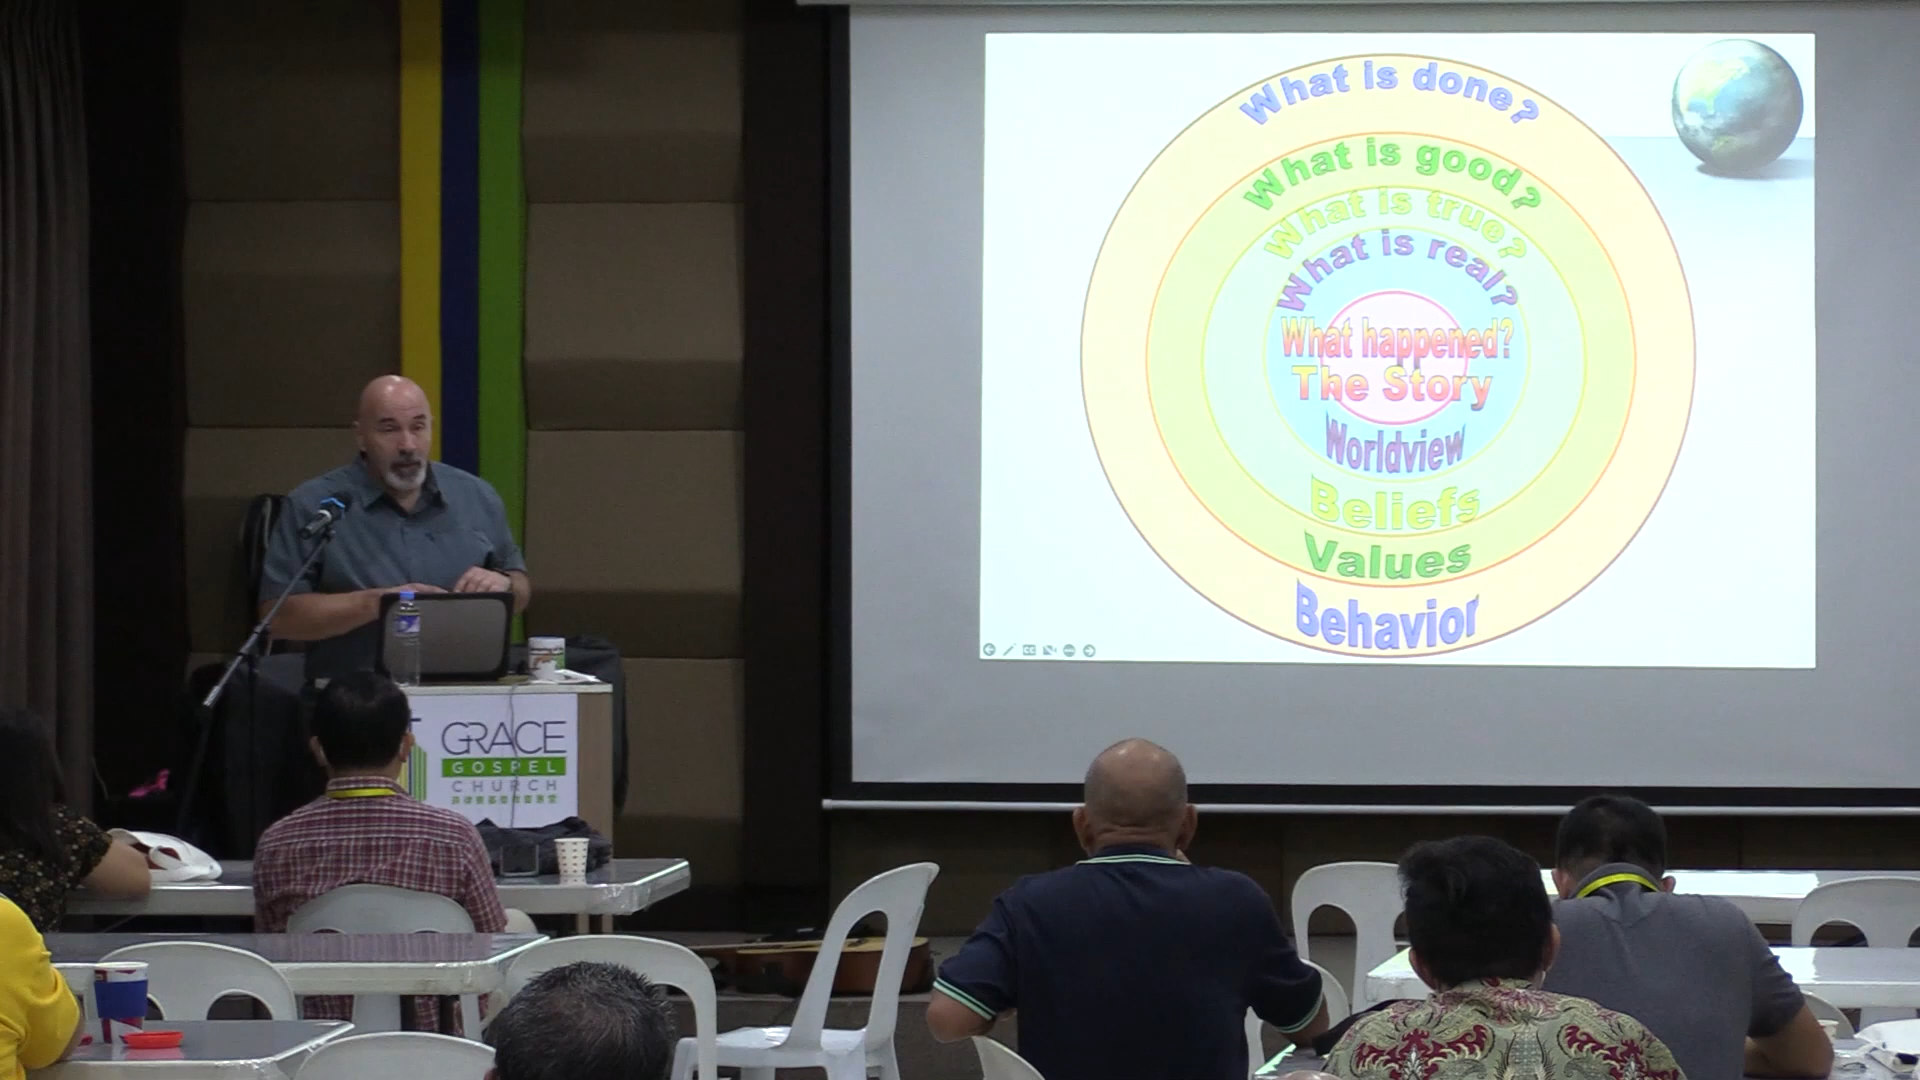 What is done?
What is good?
What is true?
What is real?
What happened?
The Story
Worldview
Beliefs
Values
Behavior
GRACE
GOSPEL
CHURCH